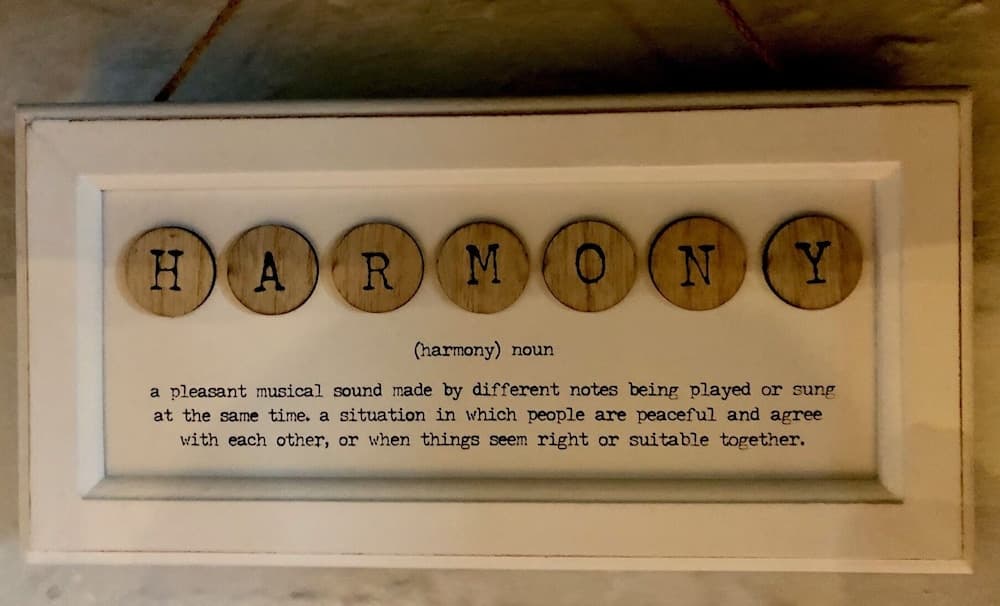 HARMONY
(harmony) noun
a pleasant musical sound made by different notes being played or sung
at the same time. a situation in which people are peaceful and agree
with each other, or when things seem right or suitable together.